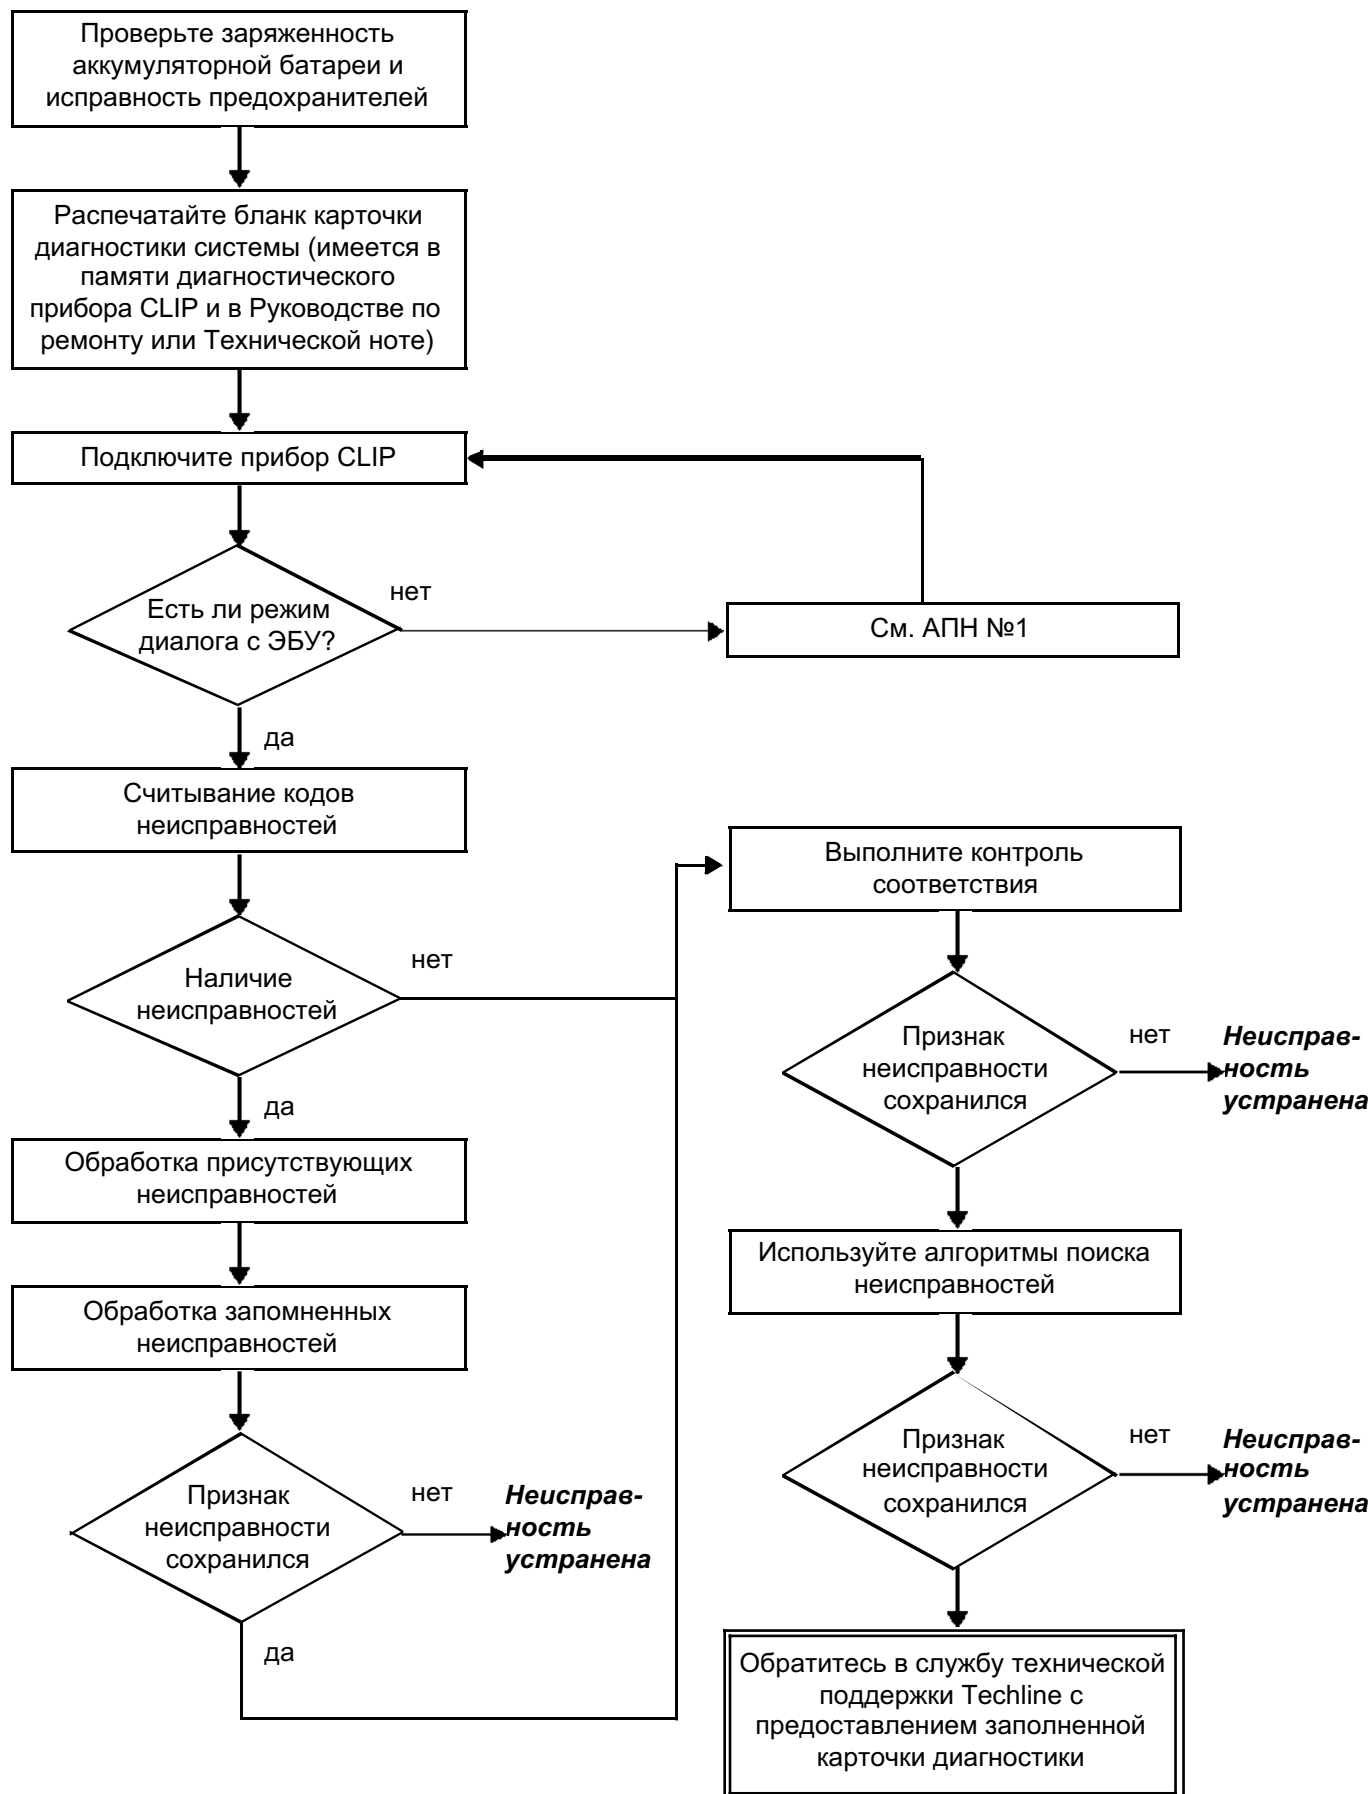 Проверьте заряженность
аккумуляторной батареи и
исправность предохранителей
Распечатайте бланк карточки
диагностики системы (имеется в
памяти диагностического
прибора CLIP и в Руководстве по
ремонту или Технической ноте)
Подключите прибор CLIP
Есть ли режим
диалога с ЭБУ?
нет
См. АПН №1
да
Считывание кодов
неисправностей
Наличие
неисправностей
нет
да
Обработка присутствующих
неисправностей
Обработка запомненных
неисправностей
Признак
неисправности
сохранился
нет
Неисправ-
ность
устранена
да
Выполните контроль
соответствия
Признак
неисправности
сохранился
нет
Неисправ-
ность
устранена
Используйте алгоритмы поиска
неисправностей
Признак
неисправности
сохранился
нет
Неисправ-
ность
устранена
Обратитесь в службу технической
поддержки Techline с
предоставлением заполненной
карточки диагностики